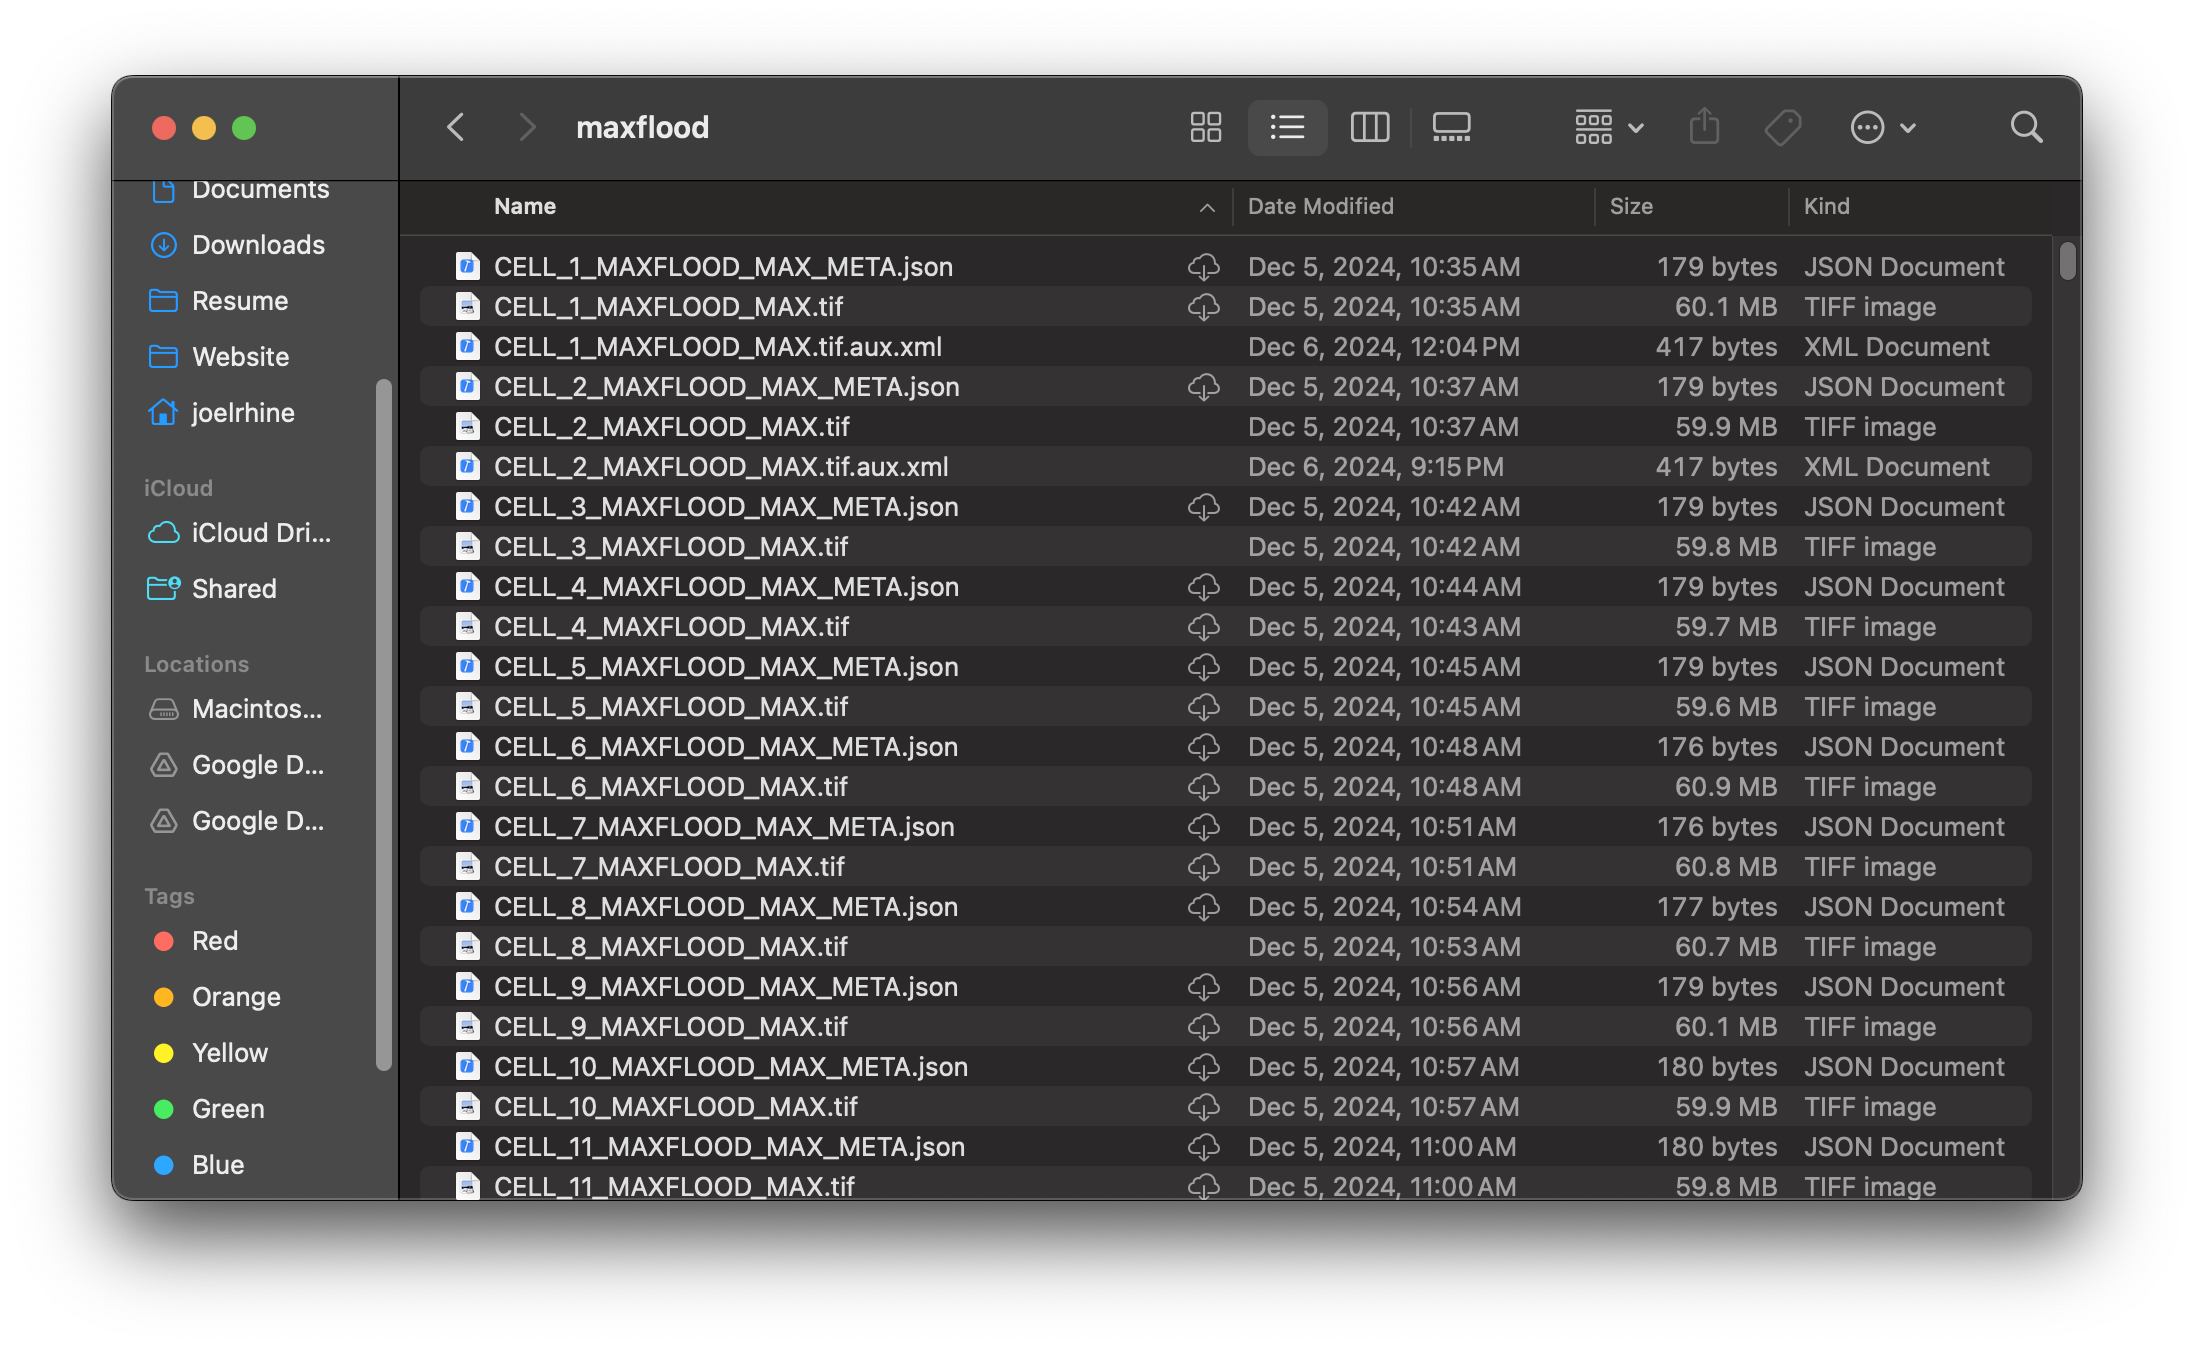 maxflood
Documents
Downloads
Resume
Website
joelrhine
iCloud
iCloud Dri...
Shared
Locations
Macintos...
Google D...
Google D...
Tags
Red
Orange
Yellow
Green
Blue
Name Date Modified Size Kind
CELL_1_MAXFLOOD_MAX_META.json Dec 5, 2024, 10:35 AM 179 bytes JSON Document
CELL_1_MAXFLOOD_MAX.tif Dec 5, 2024, 10:35 AM 60.1 MB TIFF image
CELL_1_MAXFLOOD_MAX.tif.aux.xml Dec 6, 2024, 12:04 PM 417 bytes XML Document
CELL_2_MAXFLOOD_MAX_META.json Dec 5, 2024, 10:37 AM 179 bytes JSON Document
CELL_2_MAXFLOOD_MAX.tif Dec 5, 2024, 10:37 AM 59.9 MB TIFF image
CELL_2_MAXFLOOD_MAX.tif.aux.xml Dec 6, 2024, 9:15 PM 417 bytes XML Document
CELL_3_MAXFLOOD_MAX_META.json Dec 5, 2024, 10:42 AM 179 bytes JSON Document
CELL_3_MAXFLOOD_MAX.tif Dec 5, 2024, 10:42 AM 59.8 MB TIFF image
CELL_4_MAXFLOOD_MAX_META.json Dec 5, 2024, 10:44 AM 179 bytes JSON Document
CELL_4_MAXFLOOD_MAX.tif Dec 5, 2024, 10:43 AM 59.7 MB TIFF image
CELL_5_MAXFLOOD_MAX_META.json Dec 5, 2024, 10:45 AM 179 bytes JSON Document
CELL_5_MAXFLOOD_MAX.tif Dec 5, 2024, 10:45 AM 59.6 MB TIFF image
CELL_6_MAXFLOOD_MAX_META.json Dec 5, 2024, 10:48 AM 176 bytes JSON Document
CELL_6_MAXFLOOD_MAX.tif Dec 5, 2024, 10:48 AM 60.9 MB TIFF image
CELL_7_MAXFLOOD_MAX_META.json Dec 5, 2024, 10:51 AM 176 bytes JSON Document
CELL_7_MAXFLOOD_MAX.tif Dec 5, 2024, 10:51 AM 60.8 MB TIFF image
CELL_8_MAXFLOOD_MAX_META.json Dec 5, 2024, 10:54 AM 177 bytes JSON Document
CELL_8_MAXFLOOD_MAX.tif Dec 5, 2024, 10:53 AM 60.7 MB TIFF image
CELL_9_MAXFLOOD_MAX_META.json Dec 5, 2024, 10:56 AM 179 bytes JSON Document
CELL_9_MAXFLOOD_MAX.tif Dec 5, 2024, 10:56 AM 60.1 MB TIFF image
CELL_10_MAXFLOOD_MAX_META.json Dec 5, 2024, 10:57 AM 180 bytes JSON Document
CELL_10_MAXFLOOD_MAX.tif Dec 5, 2024, 10:57 AM 59.9 MB TIFF image
CELL_11_MAXFLOOD_MAX_META.json Dec 5, 2024, 11:00 AM 180 bytes JSON Document
CELL_11_MAXFLOOD_MAX.tif Dec 5, 2024, 11:00 AM 59.8 MB TIFF image